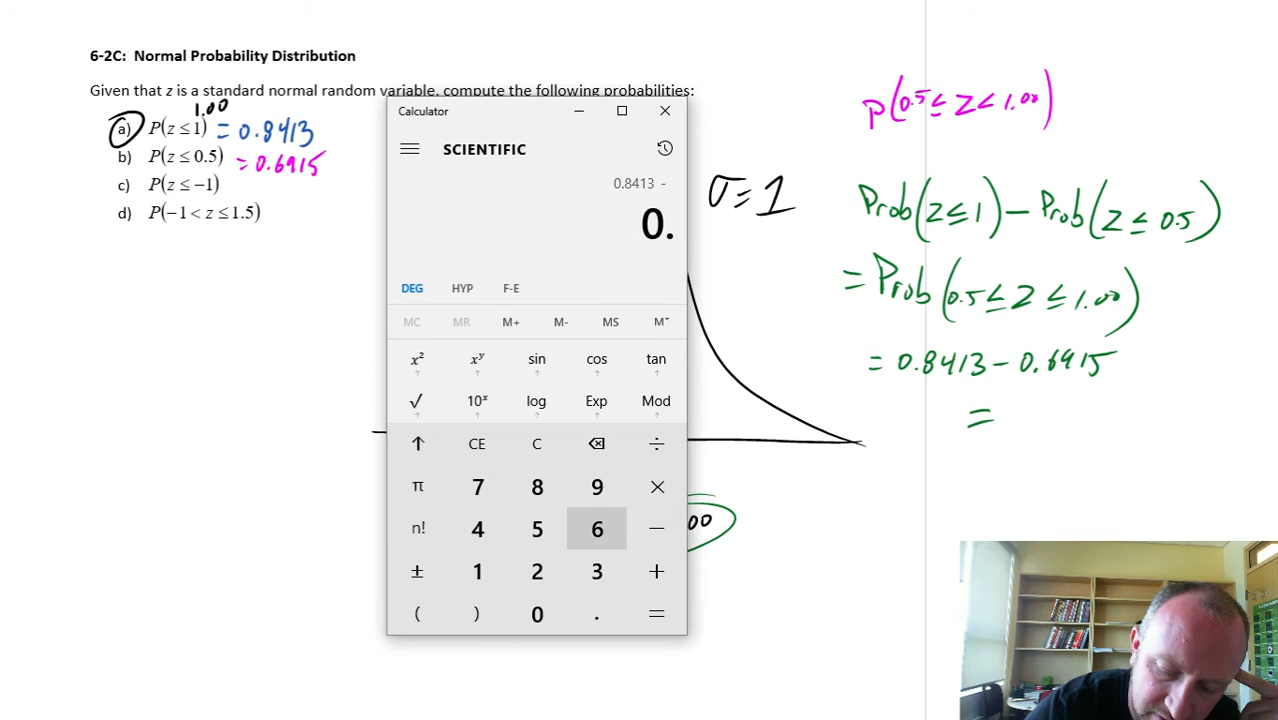 6-2C: Normal Probability Distribution
Given that z is a standard normal random variable, compute the following probabilities:
1.00
a) P(z ≤ 1) = 0.8413
b) P(z ≤ 0.5) = 0.6915
c) P(z ≤ −1)
d) P(−1 < z ≤ 1.5)
Calculator
SCIENTIFIC
0.8413 -
0.
DEG HYP F-E
MC MR M+ M- MS M˅
x² xʸ sin cos tan
√ 10ˣ log Exp Mod
↑ CE C ⌫ ÷
π 7 8 9 ×
n! 4 5 6 −
± 1 2 3 +
( ) 0 . =
σ = 1
00
P(0.5 ≤ Z ≤ 1.00)
Prob(Z ≤ 1) − Prob(Z ≤ 0.5)
= Prob(0.5 ≤ Z ≤ 1.00)
= 0.8413 − 0.6915
=